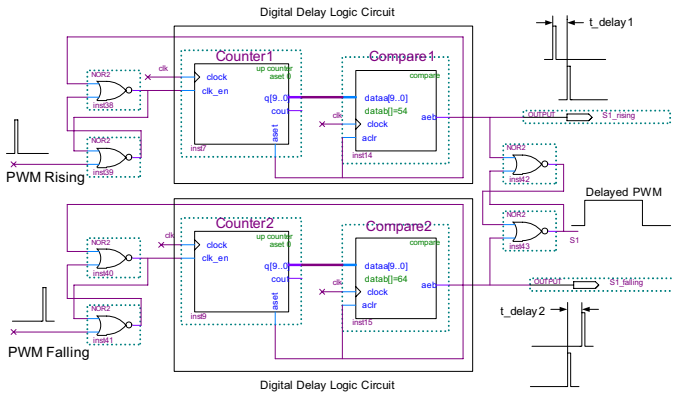 Digital Delay Logic Circuit
t_delay1
Counter1
Compare1
clk
up counter
aset 0
compare
NOR2
clock
clk_en
q[9..0]
cout
aset
inst7
dataa[9..0]
datab[]=54
clk
clock
aclr
aeb
inst14
inst38
NOR2
inst39
OUTPUT
S1_rising
PWM Rising
NOR2
inst42
NOR2
inst43
S1
Delayed PWM
Counter2
Compare2
clk
up counter
aset 0
compare
NOR2
clock
clk_en
q[9..0]
cout
aset
inst9
dataa[9..0]
datab[]=64
clk
clock
aclr
aeb
inst15
inst40
NOR2
inst41
OUTPUT
S1_falling
PWM Falling
t_delay2
Digital Delay Logic Circuit